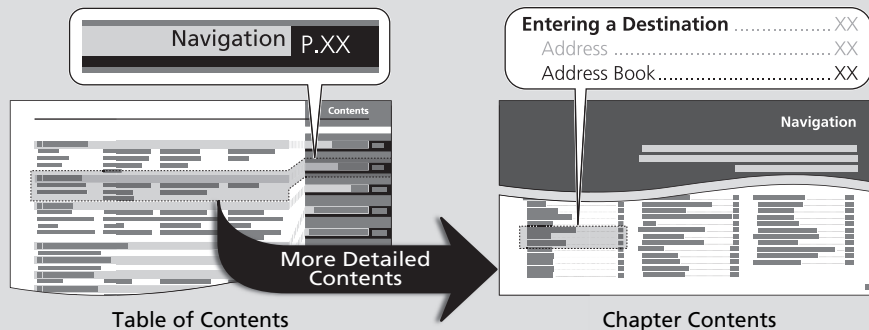 Navigation P.XX
Entering a Destination ............... XX
Address ............................... XX
Address Book ......................... XX
Contents
Navigation
More Detailed
Contents
Table of Contents
Chapter Contents